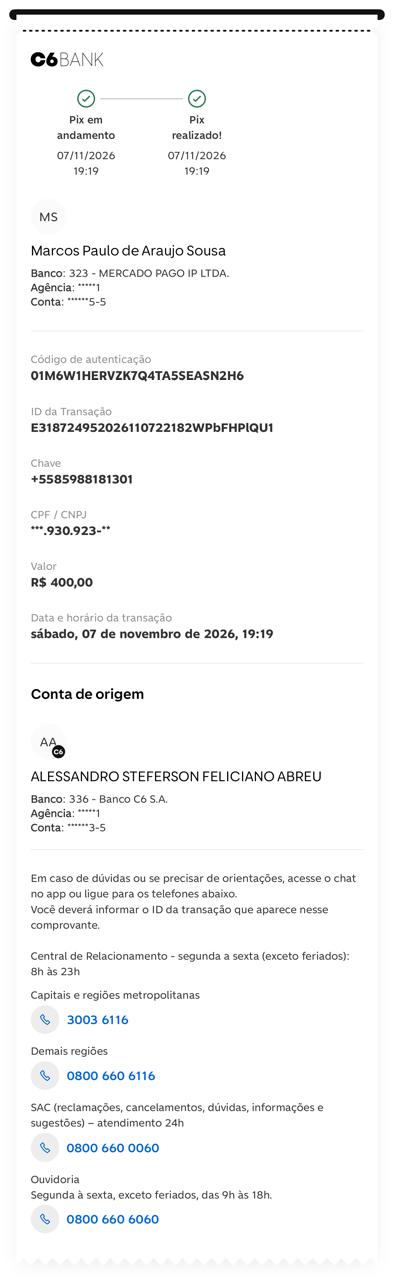 C6BANK
Pix em
andamento
07/11/2026
19:19
Pix
realizado!
07/11/2026
19:19
MS
Marcos Paulo de Araujo Sousa
Banco: 323 - MERCADO PAGO IP LTDA.
Agência: *****1
Conta: ******5-5
Código de autenticação
01M6W1HERVZK7Q4TA5SEASN2H6
ID da Transação
E31872495202611072218​2WPbFHPlQU1
Chave
+5585988181301
CPF / CNPJ
***.930.923-**
Valor
R$ 400,00
Data e horário da transação
sábado, 07 de novembro de 2026, 19:19
Conta de origem
AA
C6
ALESSANDRO STEFERSON FELICIANO ABREU
Banco: 336 - Banco C6 S.A.
Agência: *****1
Conta: ******3-5
Em caso de dúvidas ou se precisar de orientações, acesse o chat
no app ou ligue para os telefones abaixo.
Você deverá informar o ID da transação que aparece nesse
comprovante.
Central de Relacionamento - segunda a sexta (exceto feriados):
8h às 23h
Capitais e regiões metropolitanas
3003 6116
Demais regiões
0800 660 6116
SAC (reclamações, cancelamentos, dúvidas, informações e
sugestões) – atendimento 24h
0800 660 0060
Ouvidoria
Segunda à sexta, exceto feriados, das 9h às 18h.
0800 660 6060